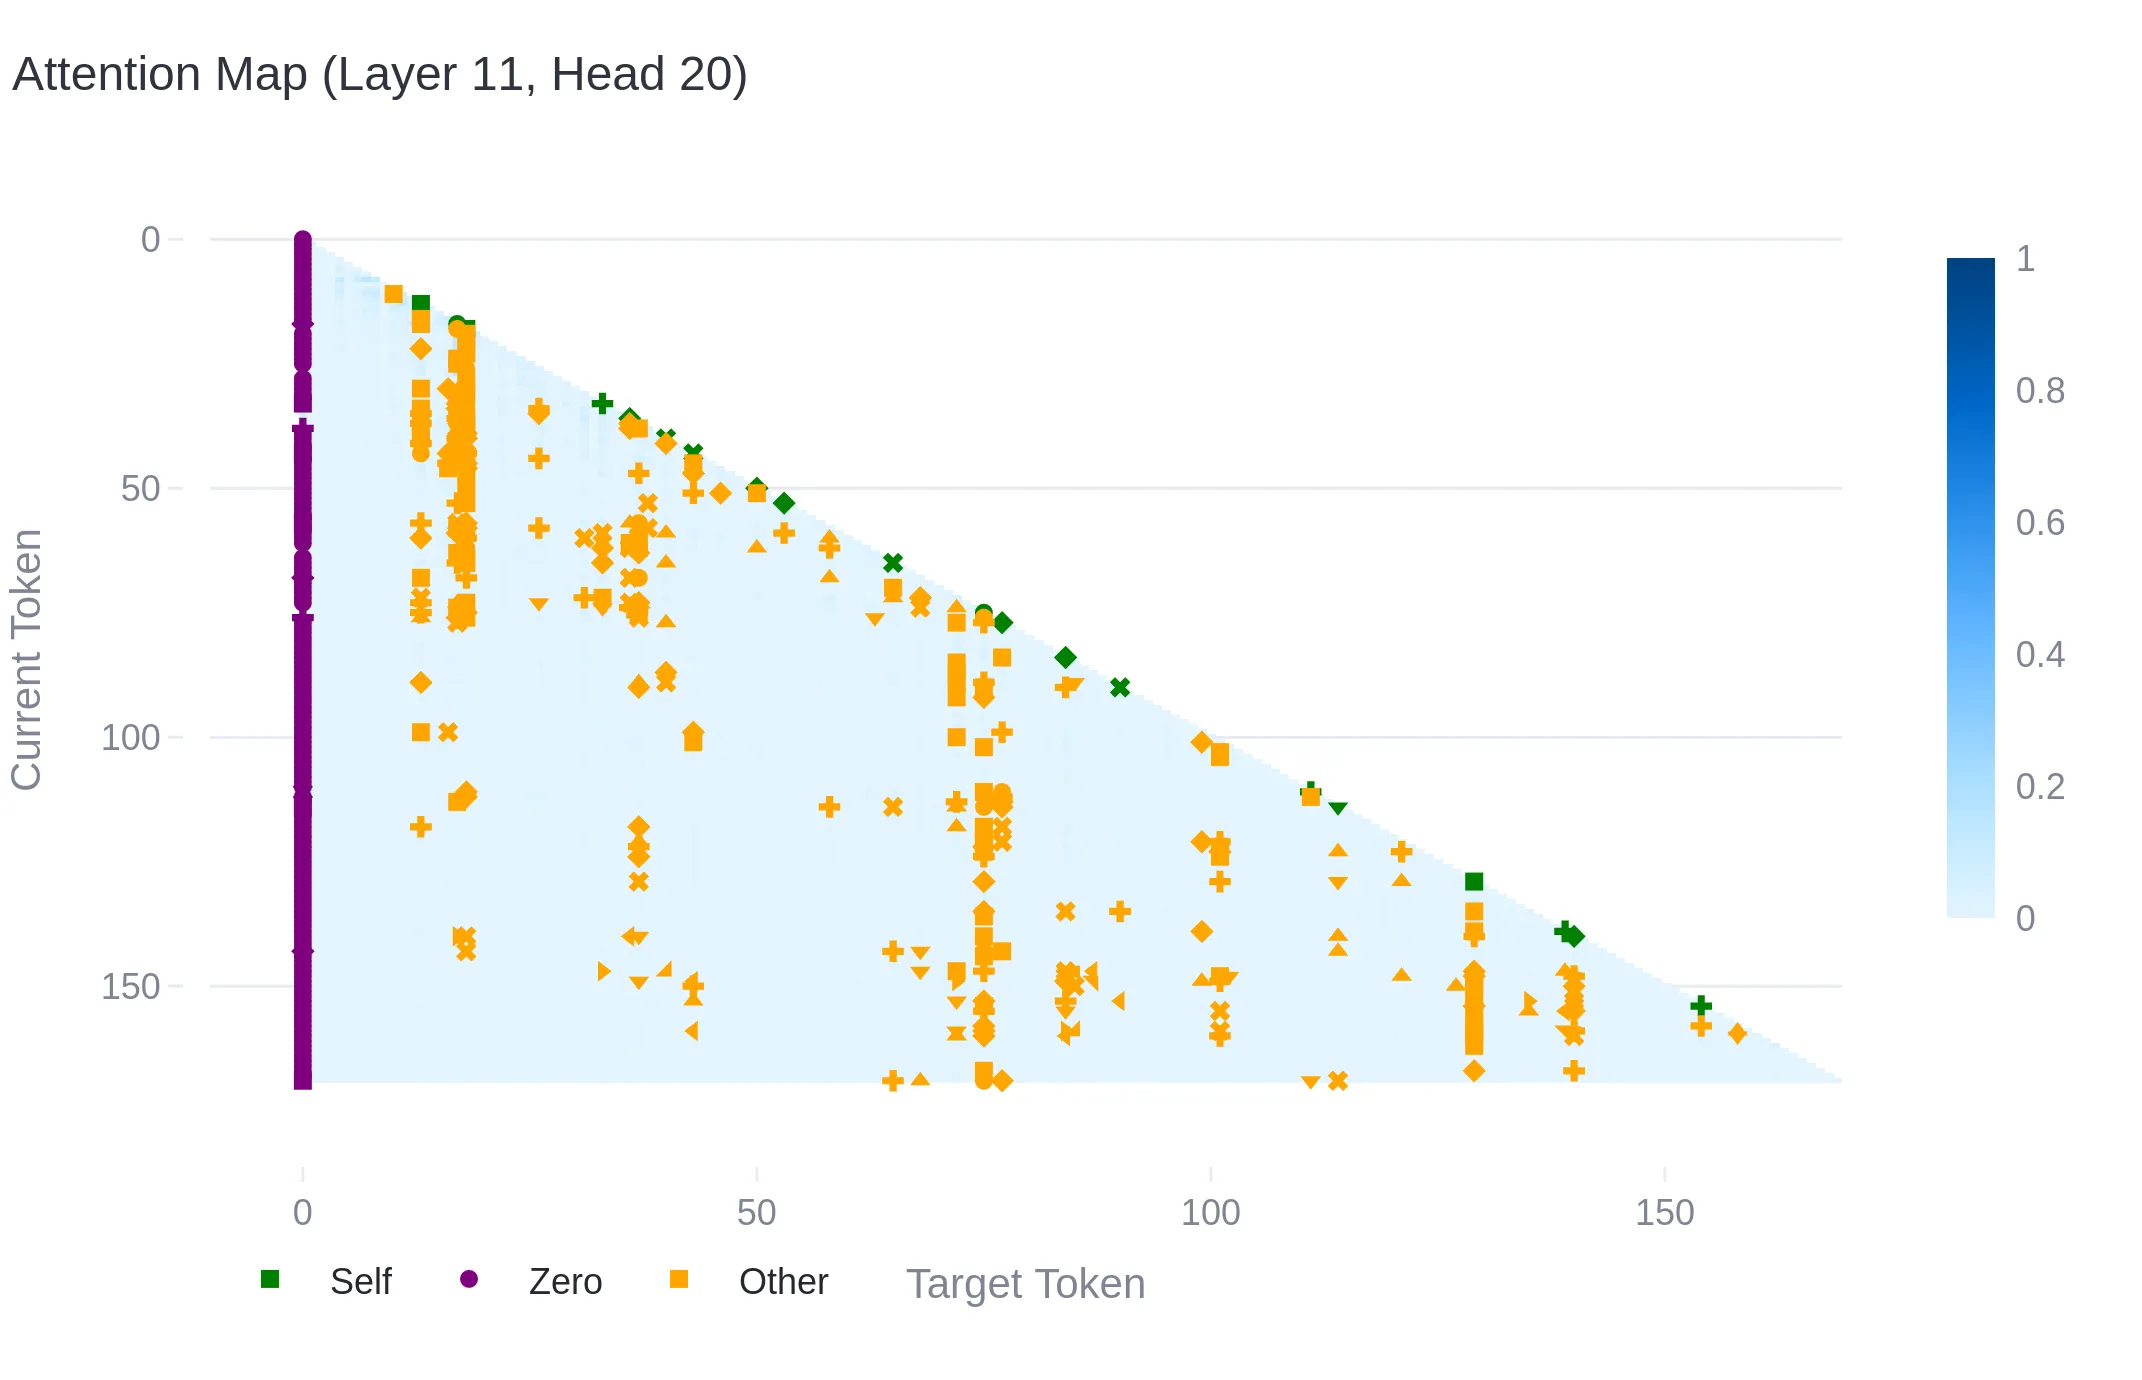 Attention Map (Layer 11, Head 20)
Current Token
0
50
100
150
1
0.8
0.6
0.4
0.2
0
0 50 100 150
Self Zero Other Target Token